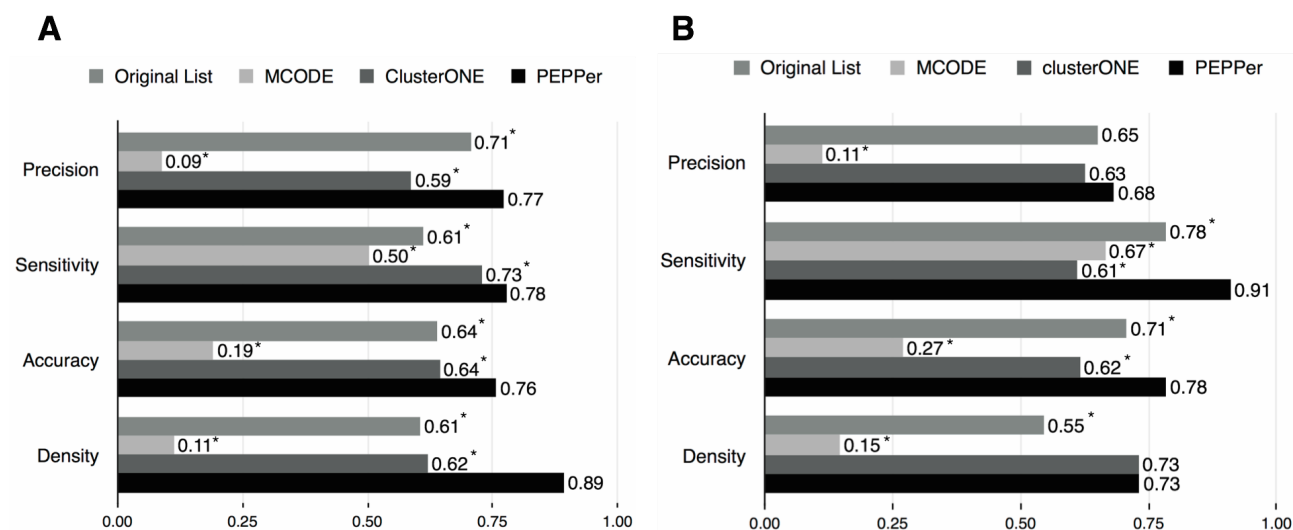 A
Original List MCODE ClusterONE PEPPer
Precision
0.71*
0.09*
0.59*
0.77
Sensitivity
0.61*
0.50*
0.73*
0.78
Accuracy
0.64*
0.19*
0.64*
0.76
Density
0.61*
0.11*
0.62*
0.89
0.00 0.25 0.50 0.75 1.00
B
Original List MCODE clusterONE PEPPer
Precision
0.65
0.11*
0.63
0.68
Sensitivity
0.78*
0.67*
0.61*
0.91
Accuracy
0.71*
0.27*
0.62*
0.78
Density
0.55*
0.15*
0.73
0.73
0.00 0.25 0.50 0.75 1.00